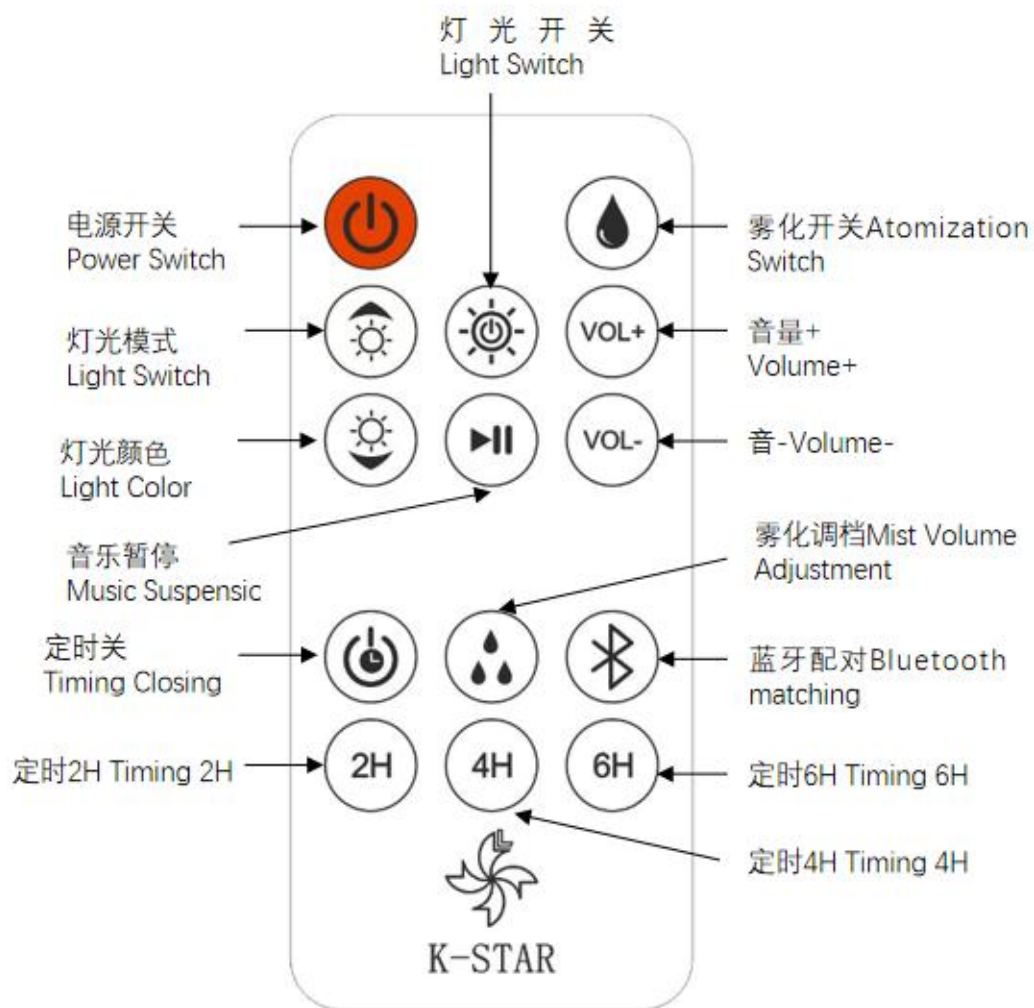 灯 光 开 关
Light Switch
电源开关
Power Switch
雾化开关Atomization
Switch
灯光模式
Light Switch
VOL+
音量+
Volume+
灯光颜色
Light Color
VOL-
音-Volume-
音乐暂停
Music Suspensic
雾化调档Mist Volume
Adjustment
定时关
Timing Closing
蓝牙配对Bluetooth
matching
定时2H Timing 2H
2H
4H
6H
定时6H Timing 6H
定时4H Timing 4H
K-STAR